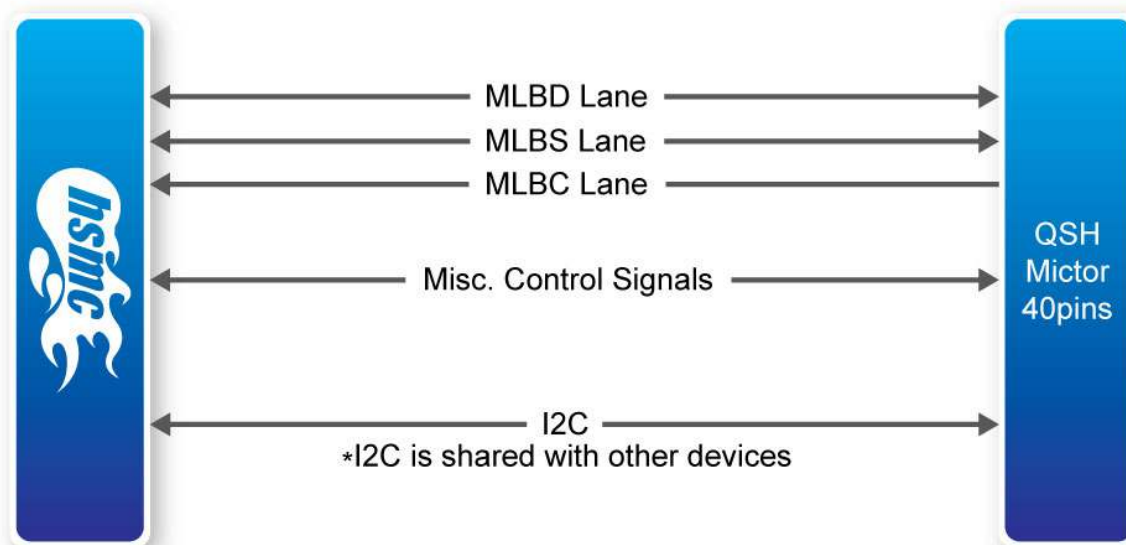 hsmc
MLBD Lane
MLBS Lane
MLBC Lane
Misc. Control Signals
I2C
*I2C is shared with other devices
QSH
Mictor
40pins